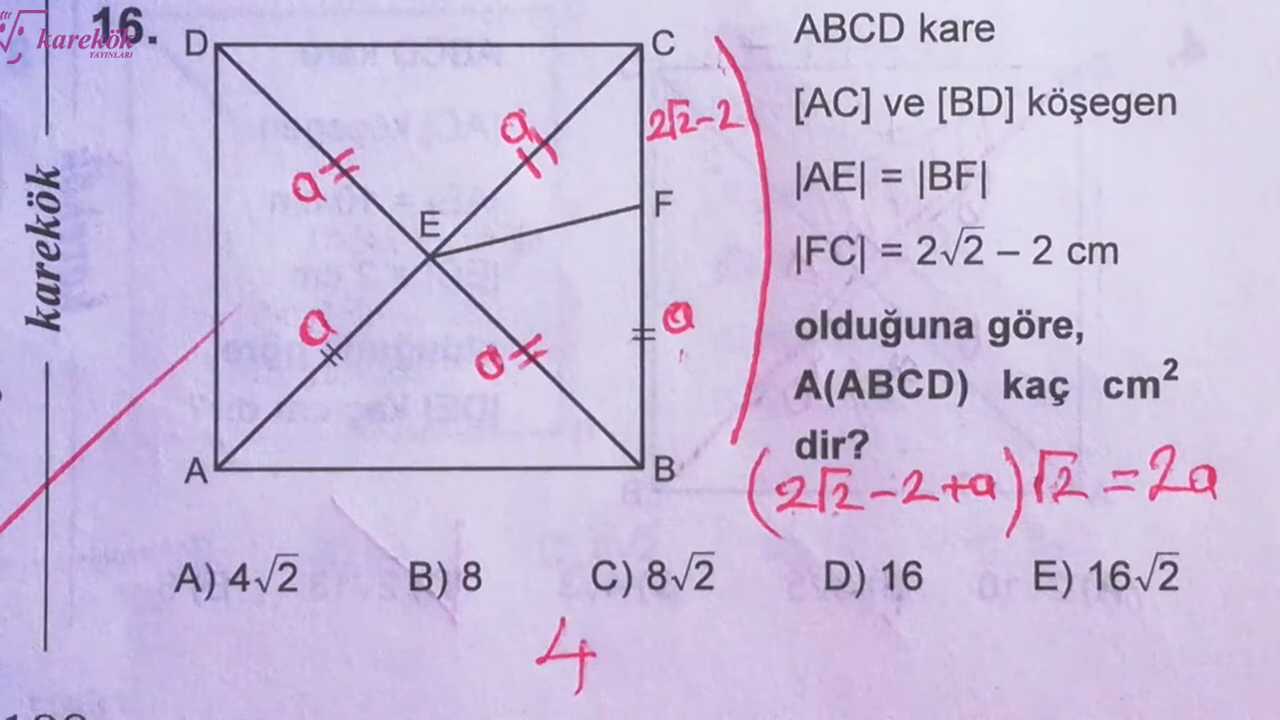 karekök
YAYINLARI
16.
karekök
D
C
E
F
A
B
a
a
a
a
a
2√2-2
ABCD kare
[AC] ve [BD] köşegen
|AE| = |BF|
|FC| = 2√2 – 2 cm
olduğuna göre,
A(ABCD) kaç cm²
dir?
(2√2-2+a)√2=2a
A) 4√2 B) 8 C) 8√2 D) 16 E) 16√2
4